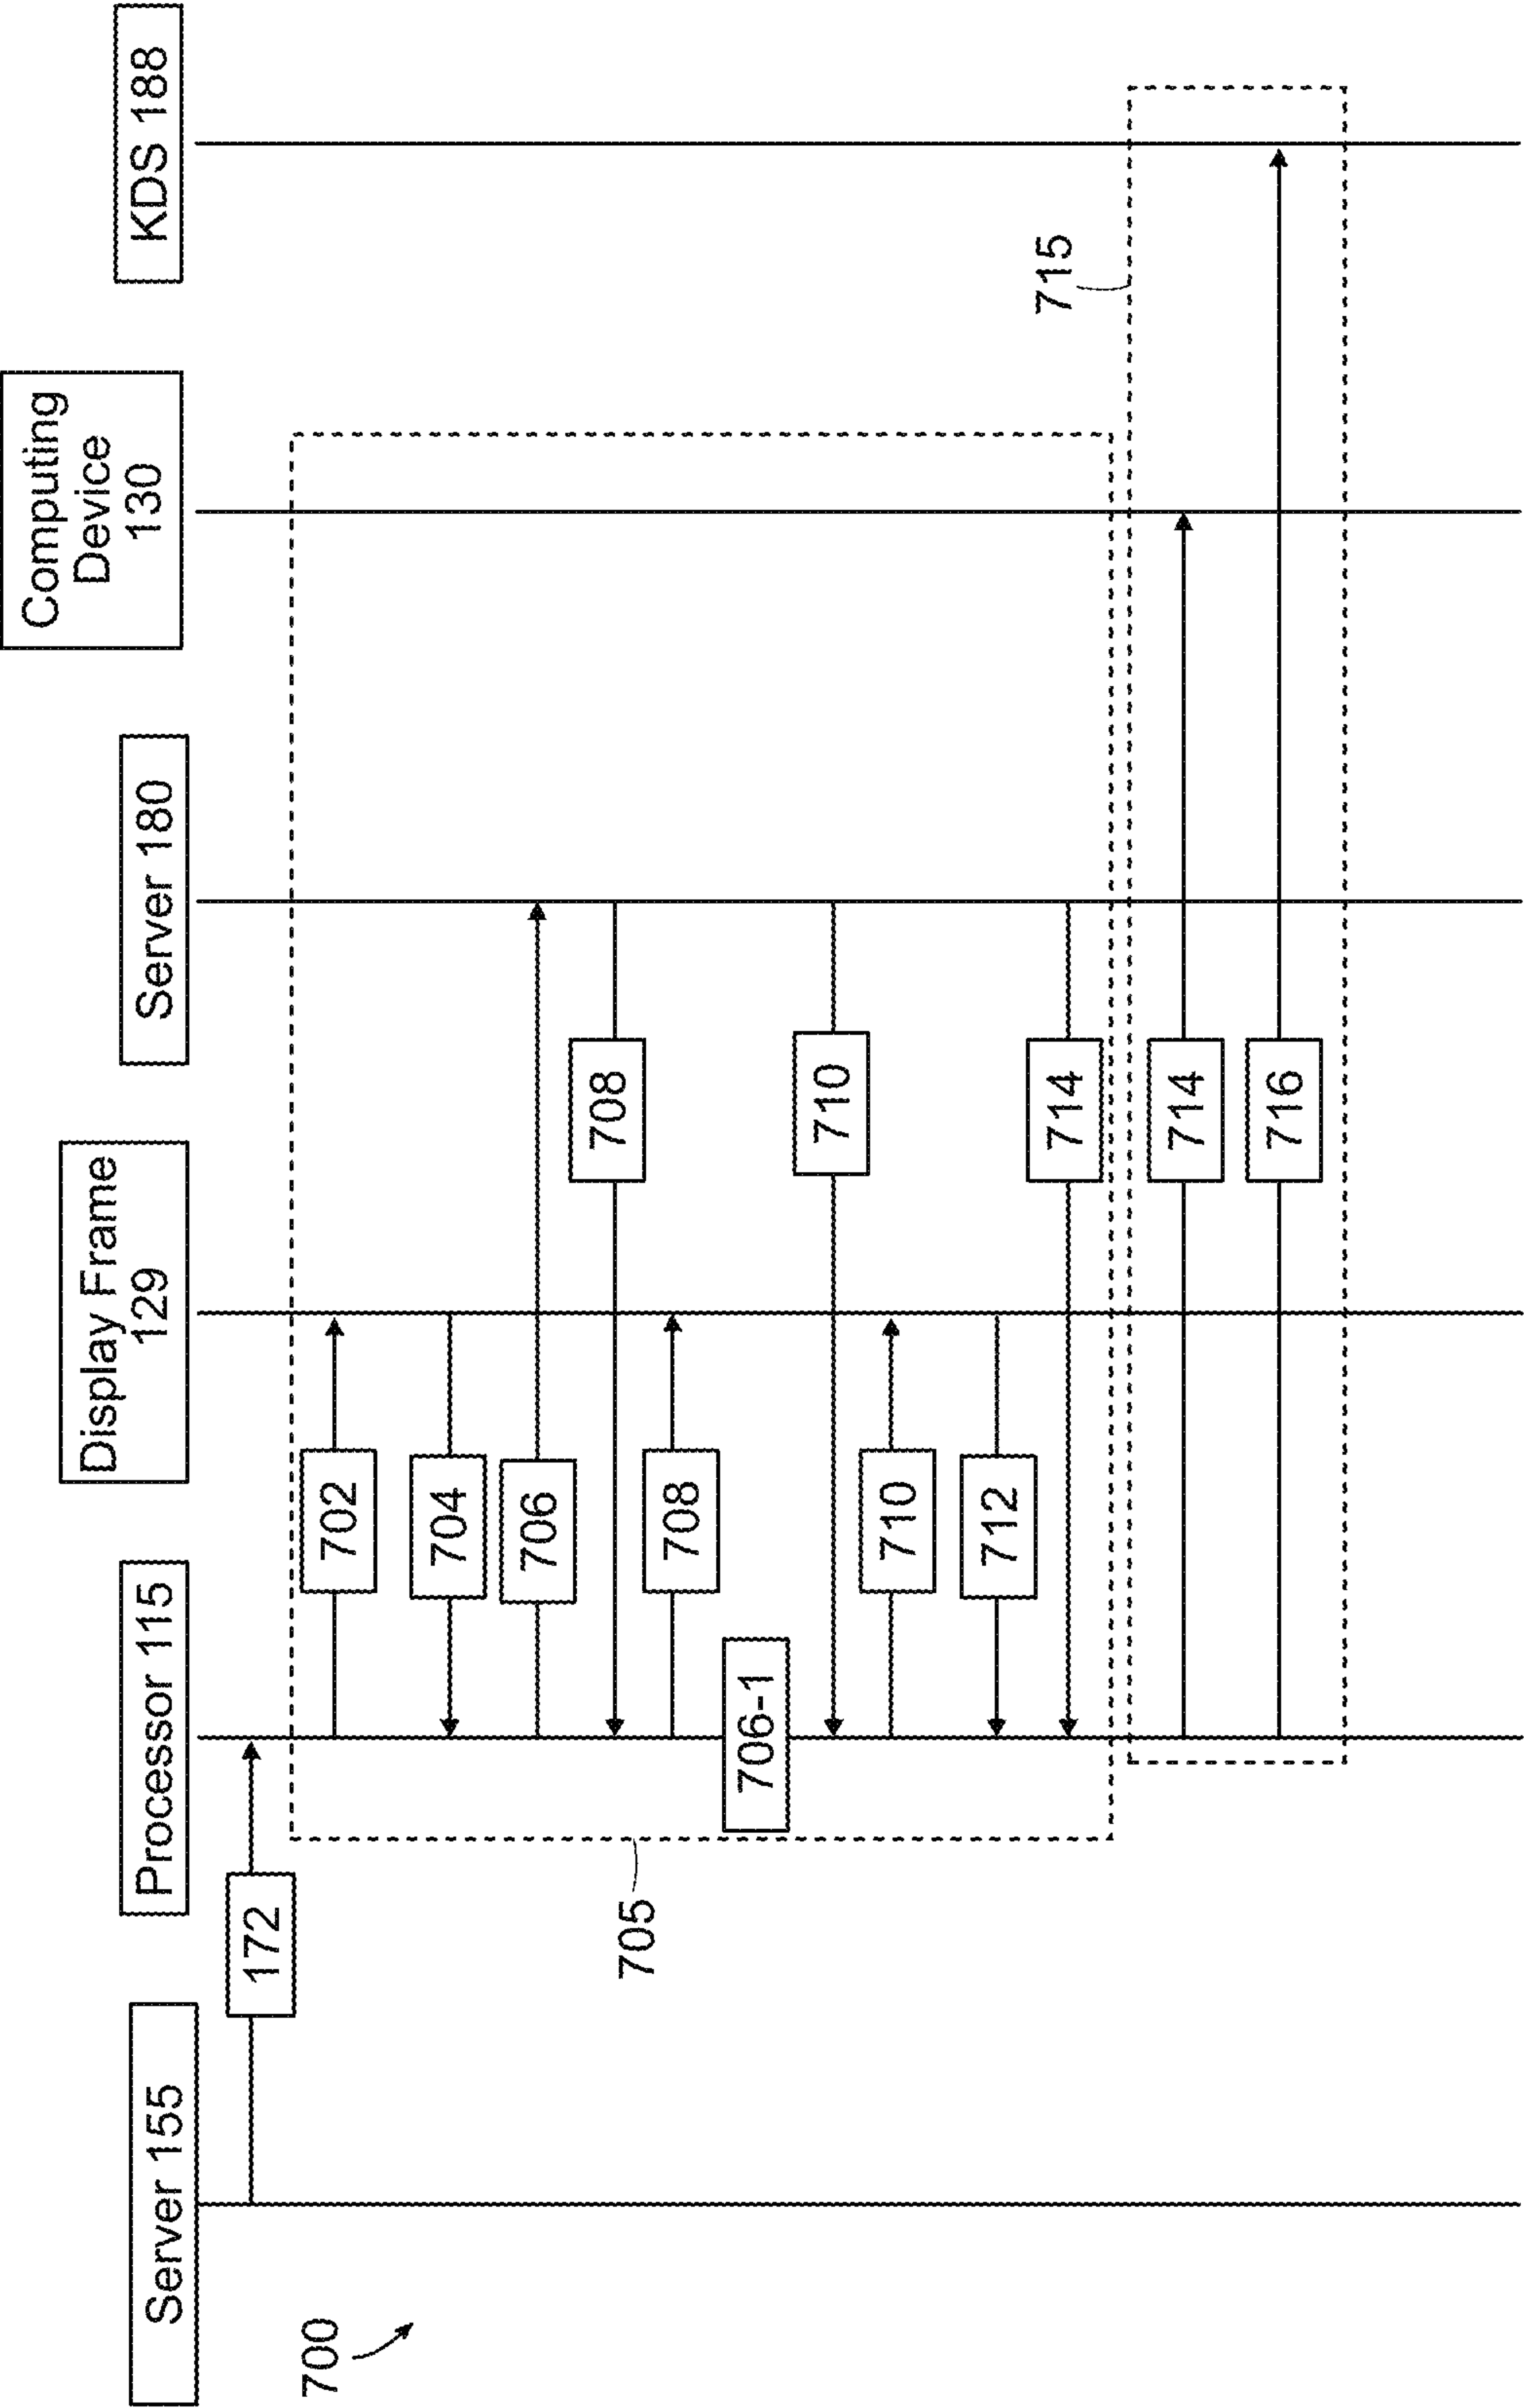 700
Server 155
Processor 115
Display Frame
129
Server 180
Computing
Device
130
KDS 188
172
702
704
706
708
708
705
706-1
710
710
712
714
715
714
716